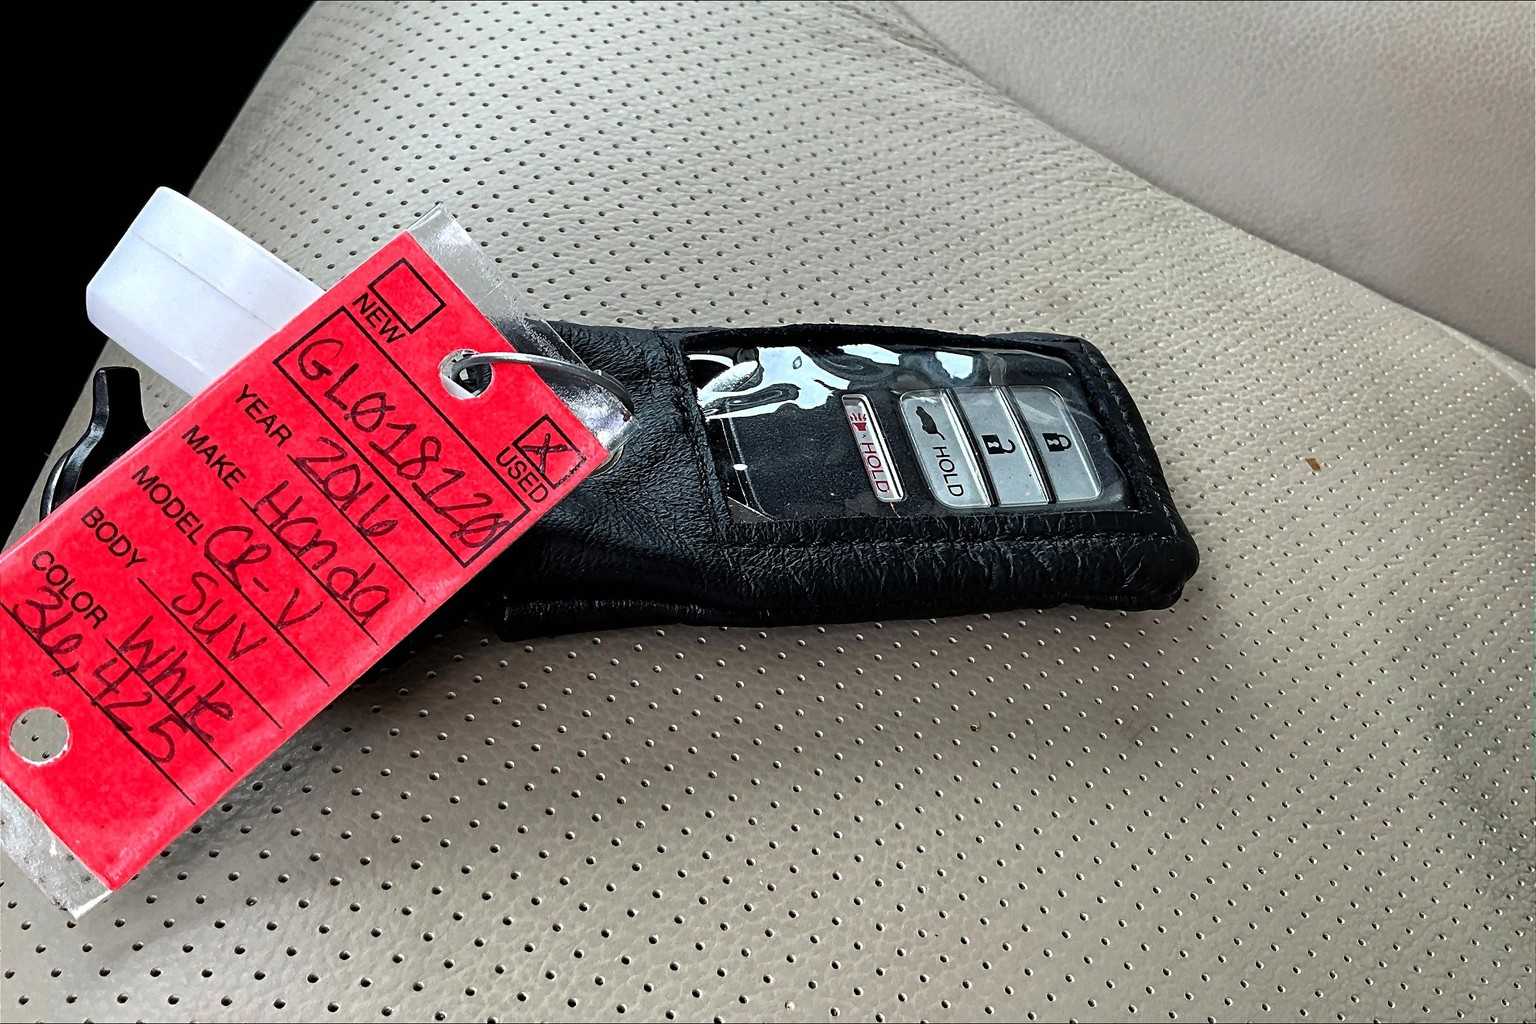 NEW
X USED
GL018120
YEAR 2016
MAKE Honda
MODEL CR-V
BODY SUV
COLOR White
36,425
HOLD
HOLD